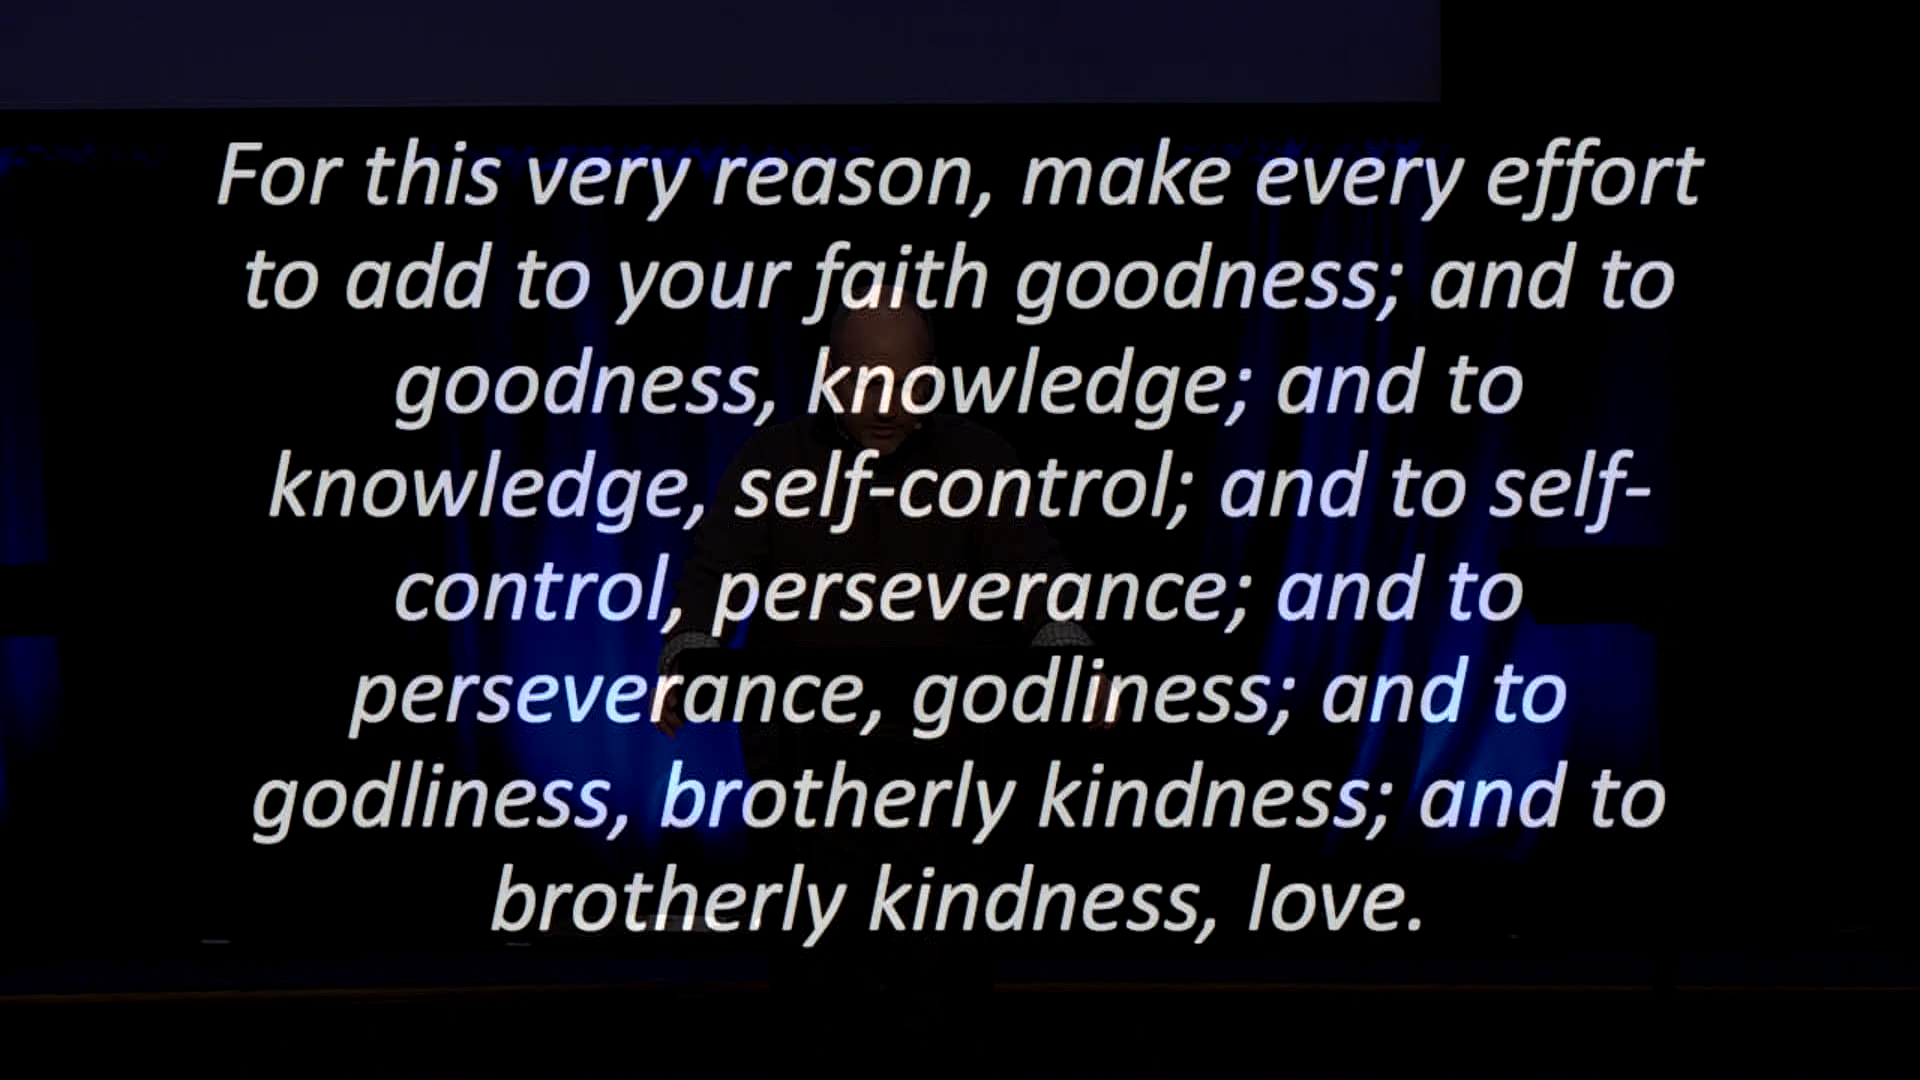 For this very reason, make every effort
to add to your faith goodness; and to
goodness, knowledge; and to
knowledge, self-control; and to self-
control, perseverance; and to
perseverance, godliness; and to
godliness, brotherly kindness; and to
brotherly kindness, love.